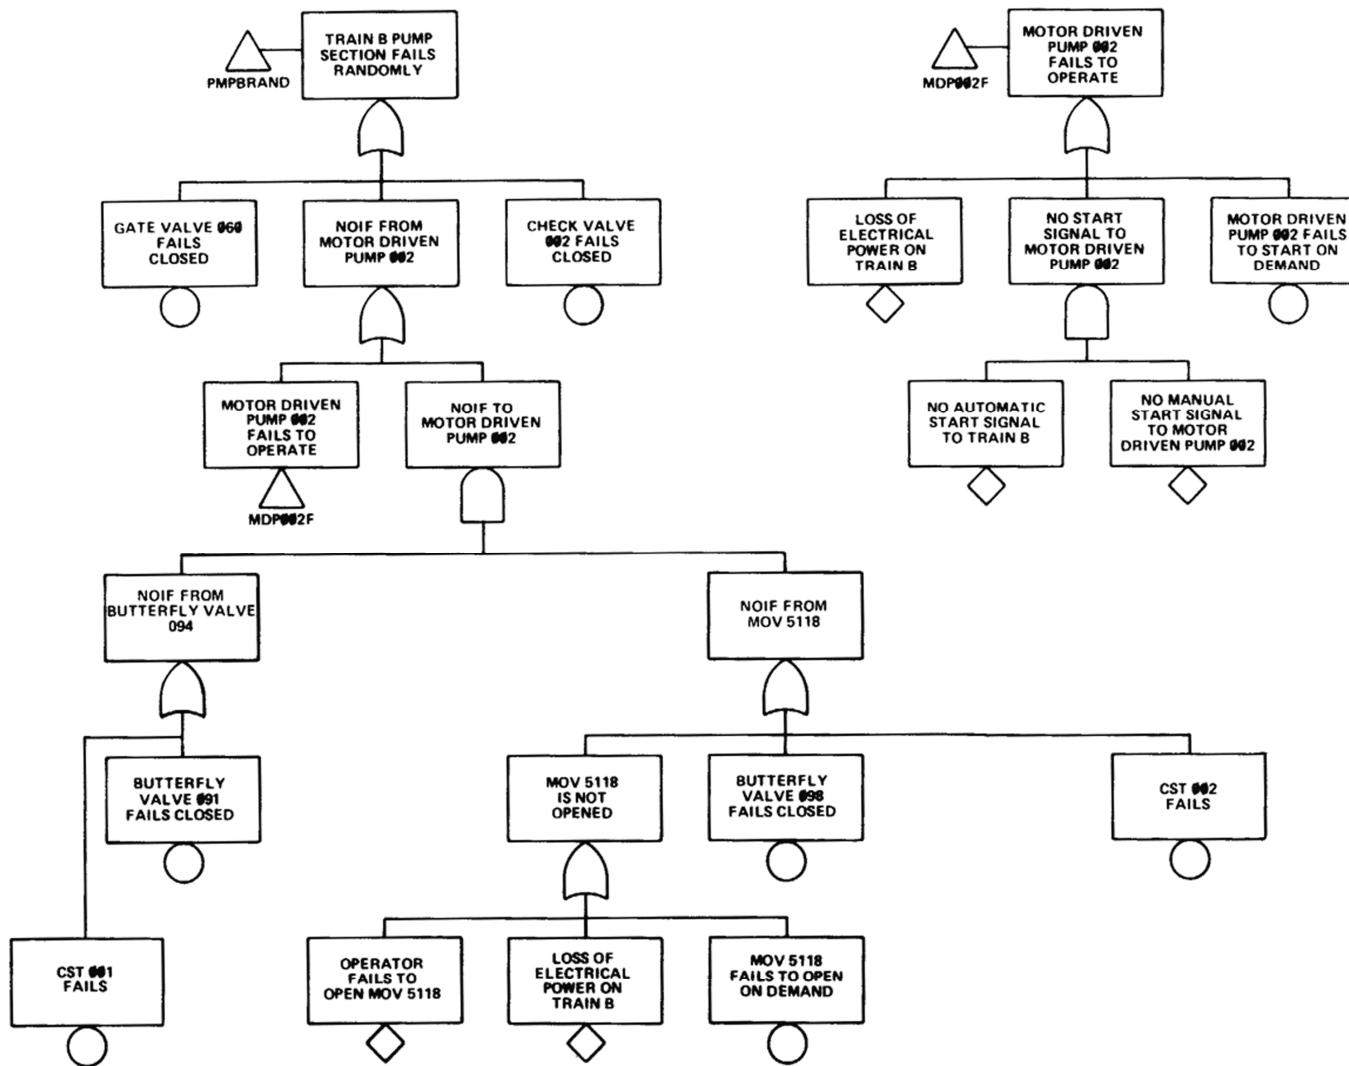 TRAIN B PUMP
SECTION FAILS
RANDOMLY
PMPBRAND
MOTOR DRIVEN
PUMP 002
FAILS TO
OPERATE
MDP002F
GATE VALVE 060
FAILS
CLOSED
NOIF FROM
MOTOR DRIVEN
PUMP 002
CHECK VALVE
002 FAILS
CLOSED
LOSS OF
ELECTRICAL
POWER ON
TRAIN B
NO START
SIGNAL TO
MOTOR DRIVEN
PUMP 002
MOTOR DRIVEN
PUMP 002 FAILS
TO START ON
DEMAND
MOTOR DRIVEN
PUMP 002
FAILS TO
OPERATE
MDP002F
NOIF TO
MOTOR DRIVEN
PUMP 002
NO AUTOMATIC
START SIGNAL
TO TRAIN B
NO MANUAL
START SIGNAL
TO MOTOR
DRIVEN PUMP 002
NOIF FROM
BUTTERFLY VALVE
094
NOIF FROM
MOV 5118
BUTTERFLY
VALVE 091
FAILS CLOSED
MOV 5118
IS NOT
OPENED
BUTTERFLY
VALVE 098
FAILS CLOSED
CST 002
FAILS
CST 001
FAILS
OPERATOR
FAILS TO
OPEN MOV 5118
LOSS OF
ELECTRICAL
POWER ON
TRAIN B
MOV 5118
FAILS TO OPEN
ON DEMAND